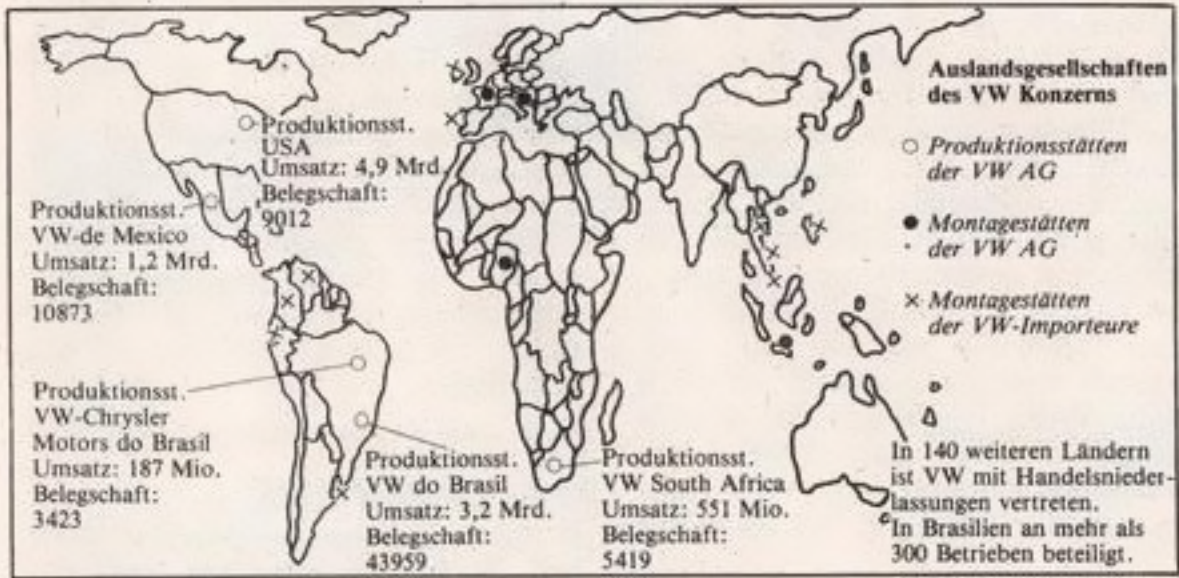 Auslandsgesellschaften
des VW Konzerns
Produktionsstätten
der VW AG
Montagestätten
der VW AG
Montagestätten
der VW-Importeure
Produktionsst.
USA
Umsatz: 4,9 Mrd.
Belegschaft:
9012
Produktionsst.
VW-de Mexico
Umsatz: 1,2 Mrd.
Belegschaft:
10873
Produktionsst.
VW-Chrysler
Motors do Brasil
Umsatz: 187 Mio.
Belegschaft:
3423
Produktionsst.
VW do Brasil
Umsatz: 3,2 Mrd.
Belegschaft:
43959
Produktionsst.
VW South Africa
Umsatz: 551 Mio.
Belegschaft:
5419
In 140 weiteren Ländern
ist VW mit Handelsnieder-
lassungen vertreten.
In Brasilien an mehr als
300 Betrieben beteiligt.